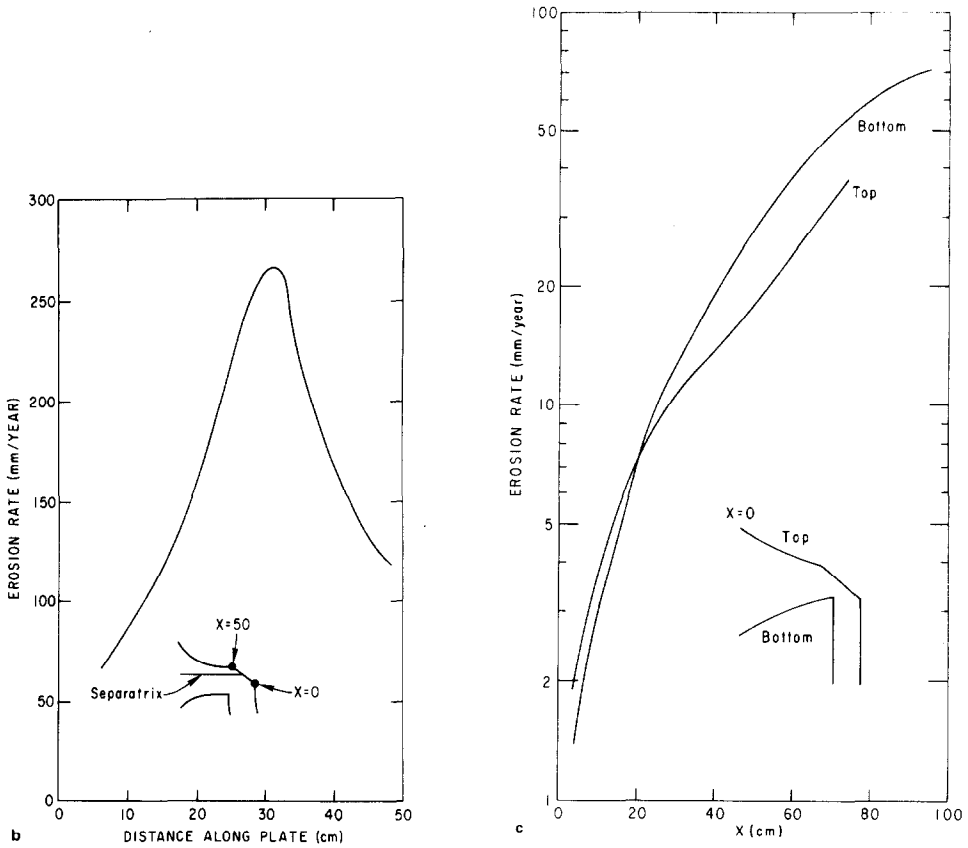 300
250
200
150
100
50
0
EROSION RATE (mm/YEAR)
X=50
Separatrix
X=0
0 10 20 30 40 50
DISTANCE ALONG PLATE (cm)
b
100
50
20
10
5
2
1
EROSION RATE (mm/year)
Bottom
Top
X=0
Top
Bottom
0 20 40 60 80 100
X (cm)
c